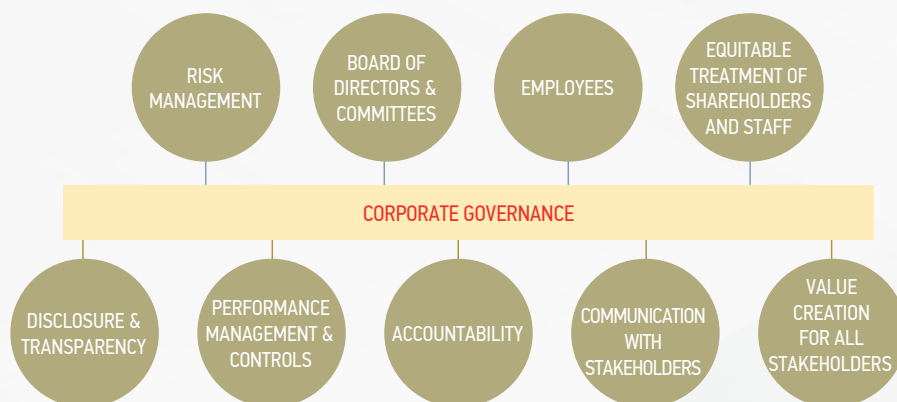 RISK
MANAGEMENT
BOARD OF
DIRECTORS &
COMMITTEES
EMPLOYEES
EQUITABLE
TREATMENT OF
SHAREHOLDERS
AND STAFF
CORPORATE GOVERNANCE
DISCLOSURE &
TRANSPARENCY
PERFORMANCE
MANAGEMENT &
CONTROLS
ACCOUNTABILITY
COMMUNICATION
WITH
STAKEHOLDERS
VALUE
CREATION
FOR ALL
STAKEHOLDERS